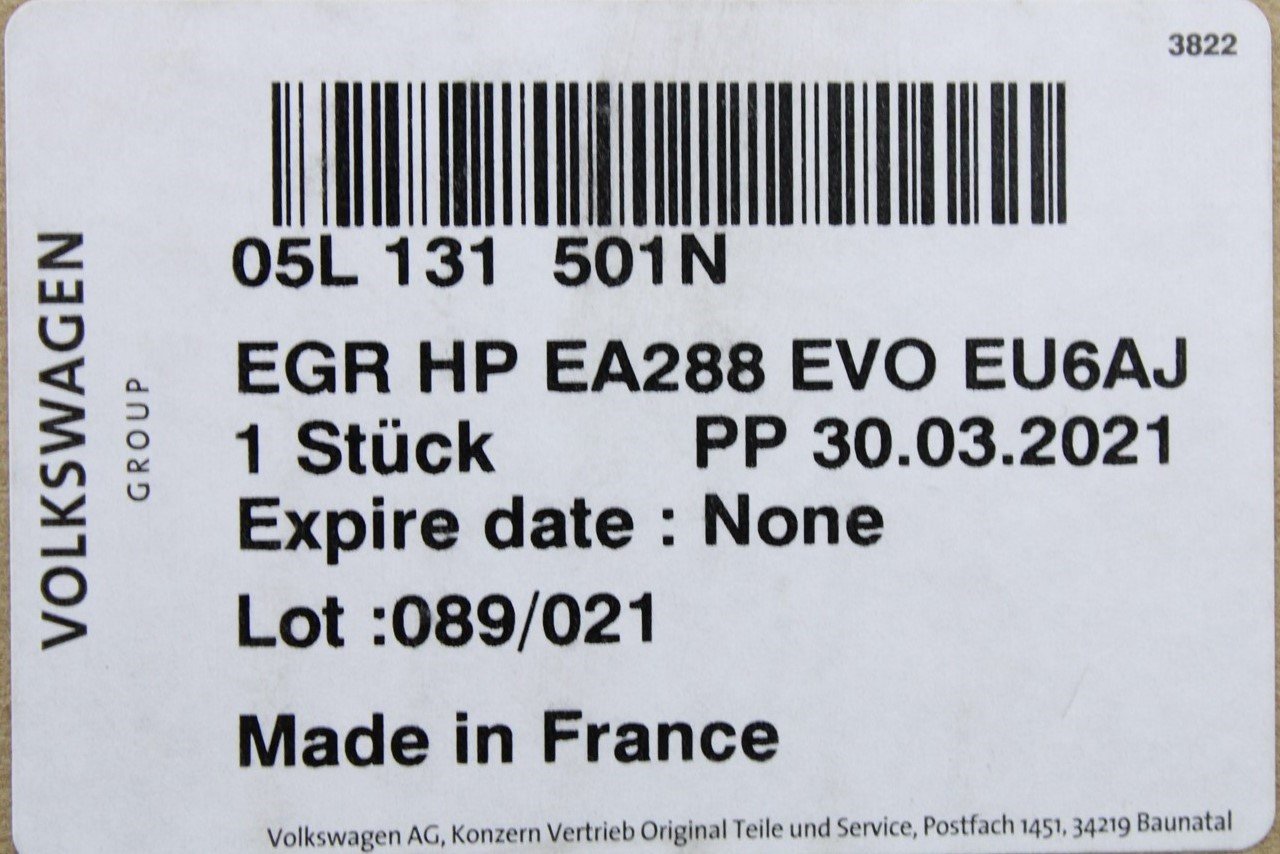 3822
05L 131  501N
EGR HP EA288 EVO EU6AJ
1 Stück PP 30.03.2021
Expire date : None
Lot :089/021
Made in France
Volkswagen AG, Konzern Vertrieb Original Teile und Service, Postfach 1451, 34219 Baunatal
VOLKSWAGEN
GROUP